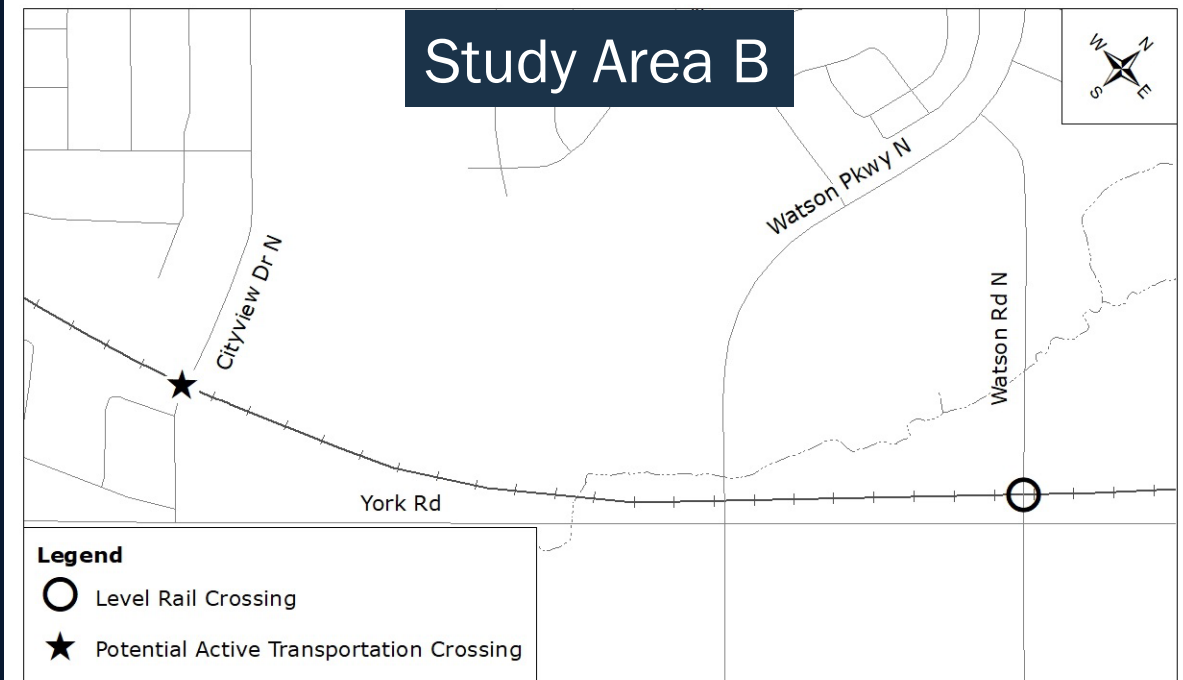 Study Area B
W
N
S
E
Watson Pkwy N
Cityview Dr N
Watson Rd N
York Rd
Legend
Level Rail Crossing
Potential Active Transportation Crossing